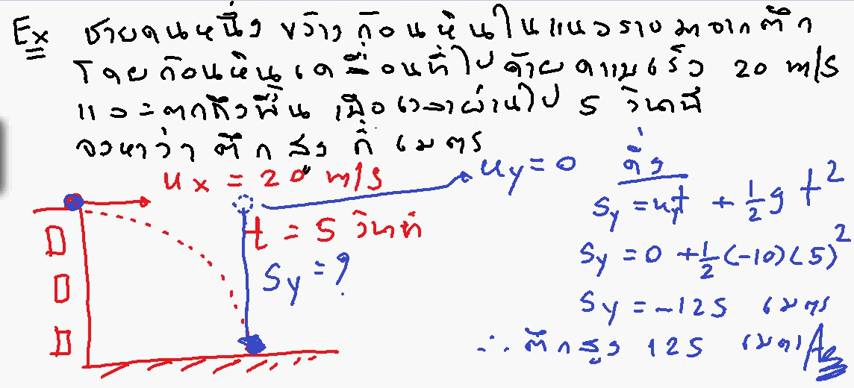 Ex ชายคนหนึ่ง ขว้าง ก้อนหินในแนวราบ มาจากตึก
โดยก้อนหินเคลื่อนที่ไปด้วยความเร็ว 20 m/s
และตกถึงพื้น เมื่อเวลาผ่านไป 5 วินาที
จงหาว่า ตึกสูง กี่ เมตร
ux = 20 m/s
uy = 0
t = 5 วินาที
Sy = ?
ดิ่ง
Sy = uyt + 1/2 g t²
Sy = 0 + 1/2 (-10)(5)²
Sy = -125 เมตร
∴ ตึกสูง 125 เมตร Ans